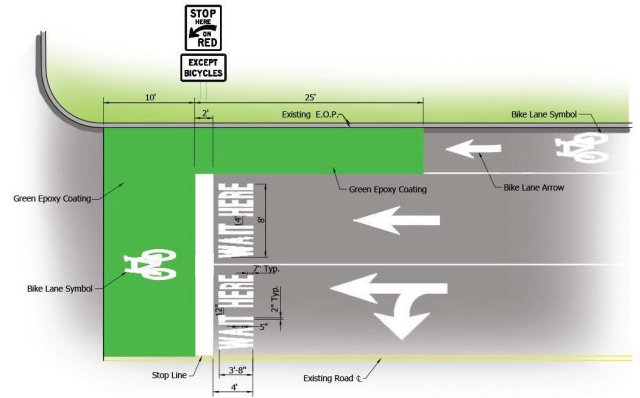 STOP
HERE
ON
RED
EXCEPT
BICYCLES
10'
25'
2'
Existing E.O.P.
Bike Lane Symbol
Green Epoxy Coating
Green Epoxy Coating
Bike Lane Arrow
WAIT HERE
14"
8'
7" Typ.
Bike Lane Symbol
WAIT HERE
12"
2" Typ.
5"
3'-8"
Stop Line
4'
Existing Road ℄